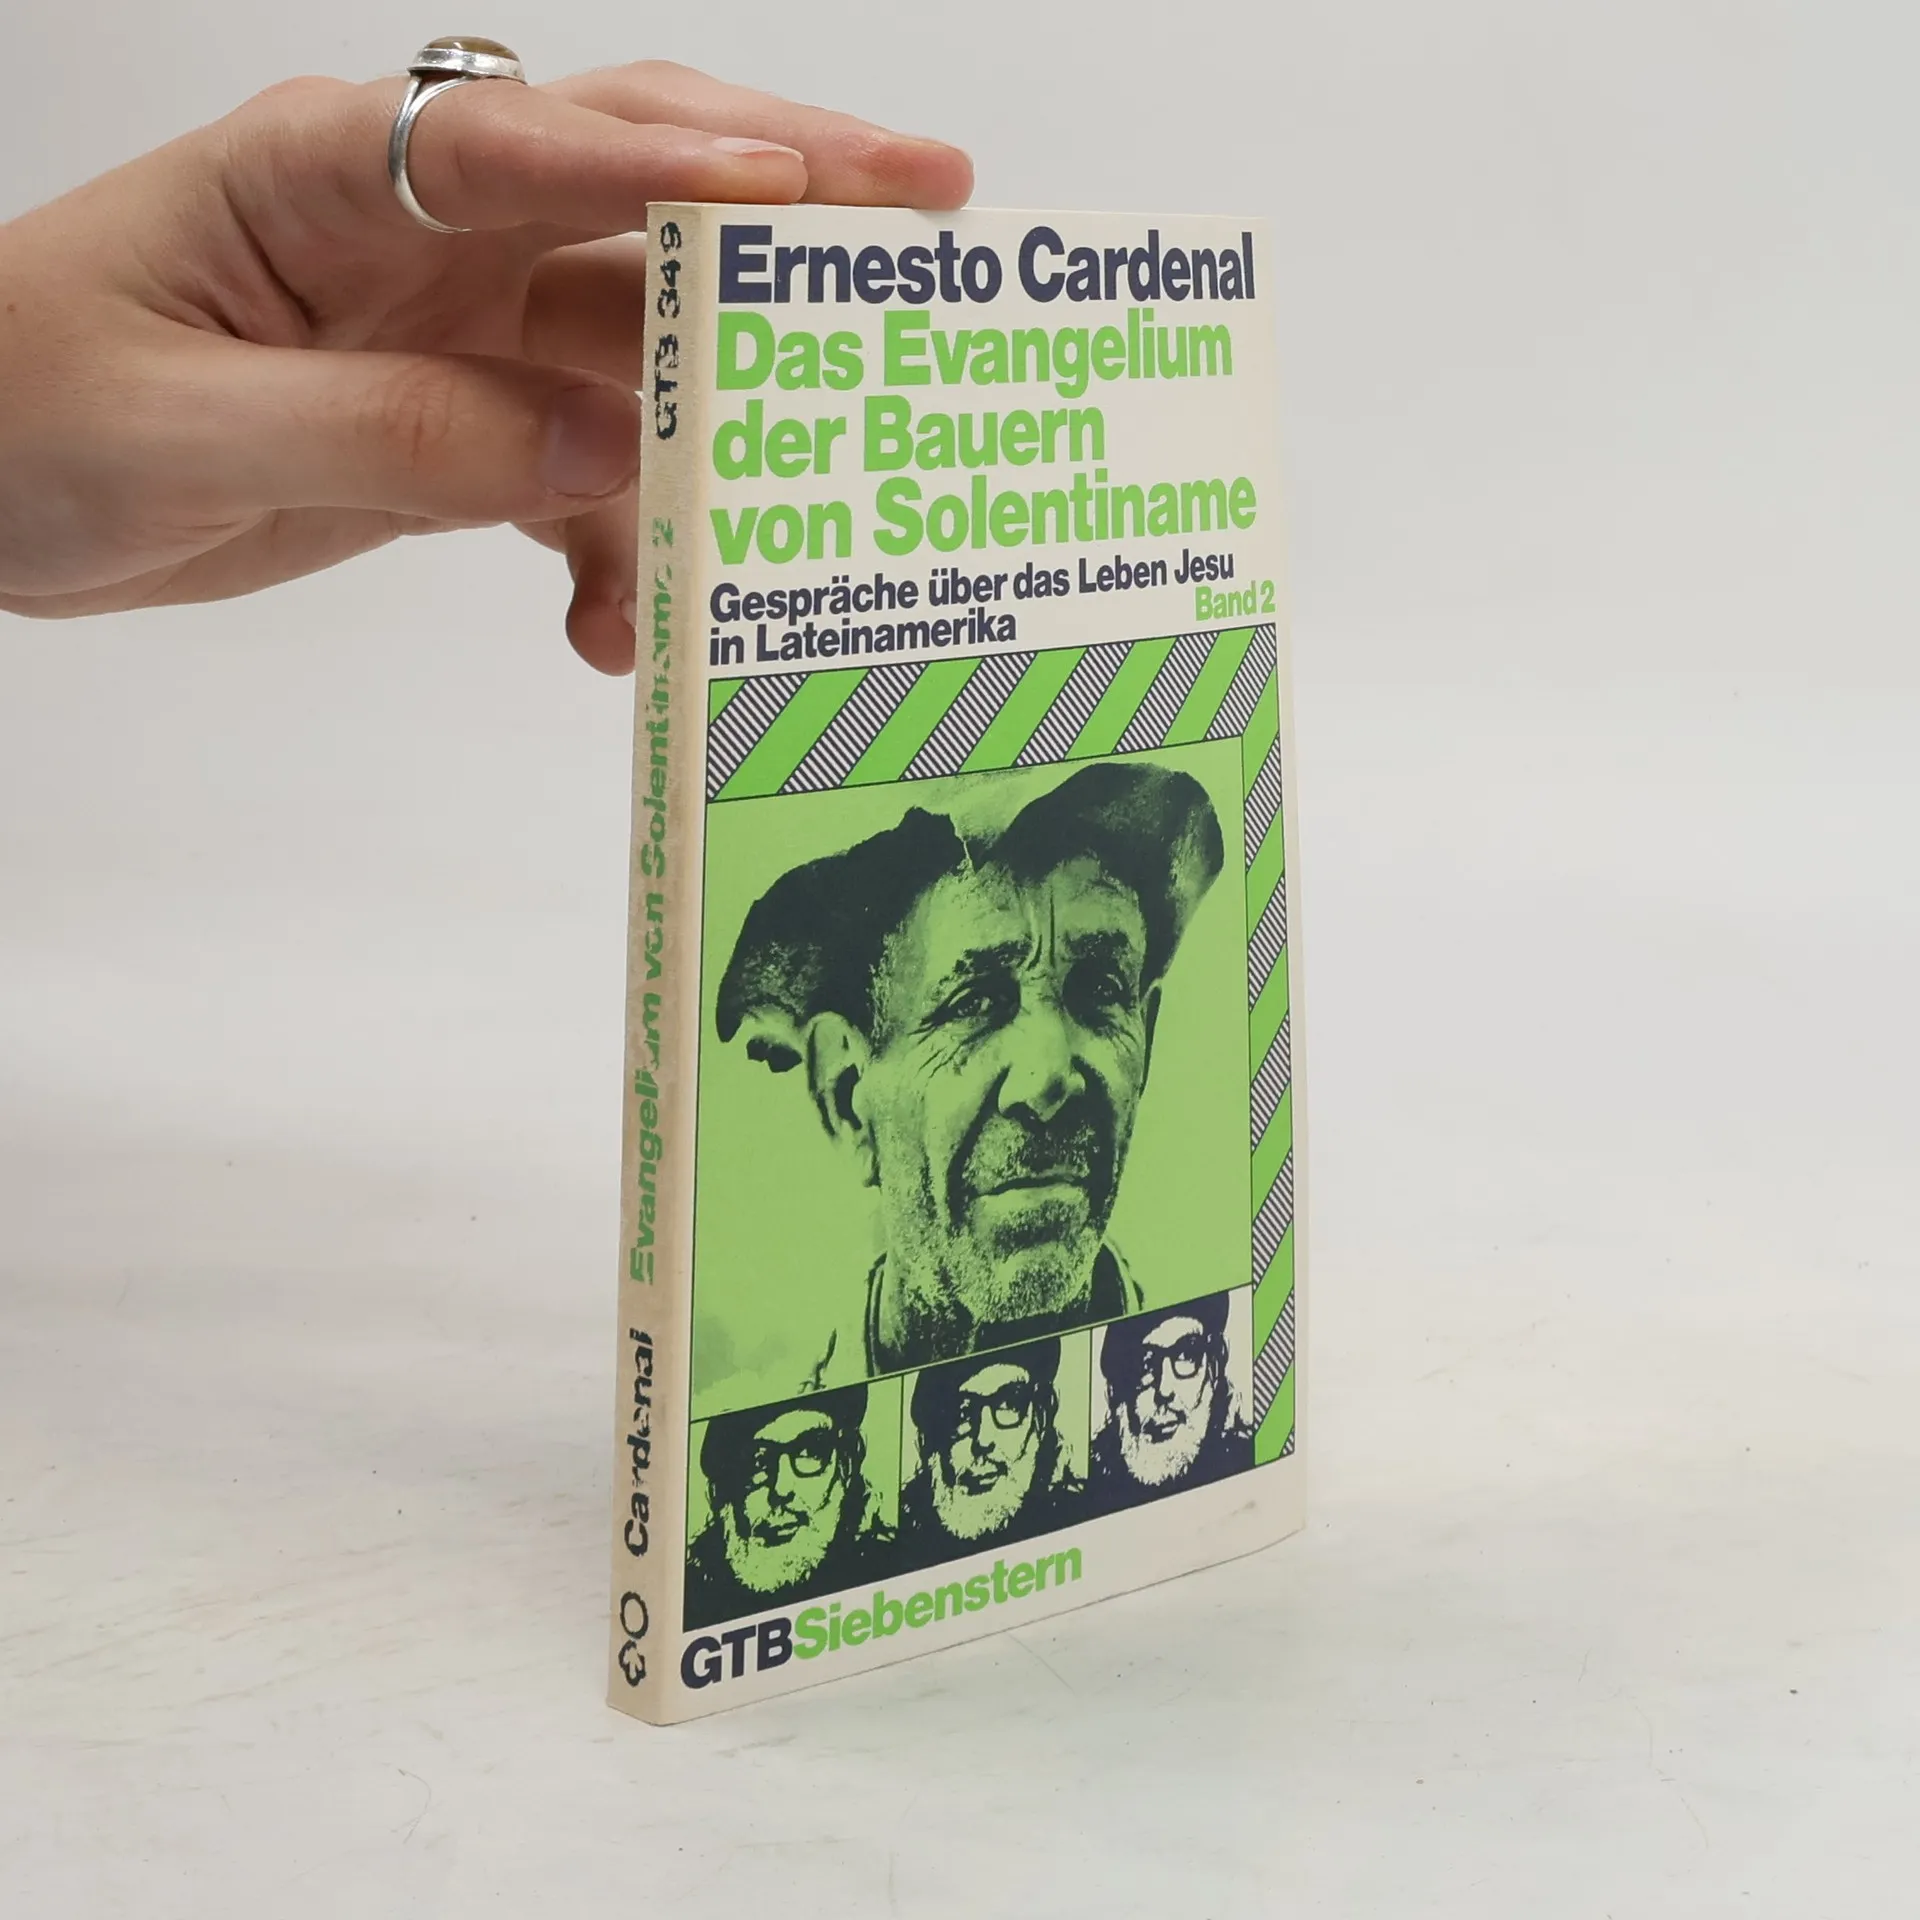 Ernesto Cardenal
Das Evangelium
der Bauern
von Solentiname
Gespräche über das Leben Jesu
in Lateinamerika
Band 2
GTBSiebenstern
Cardenal Evangelium von Solentiname 2 GTB 349